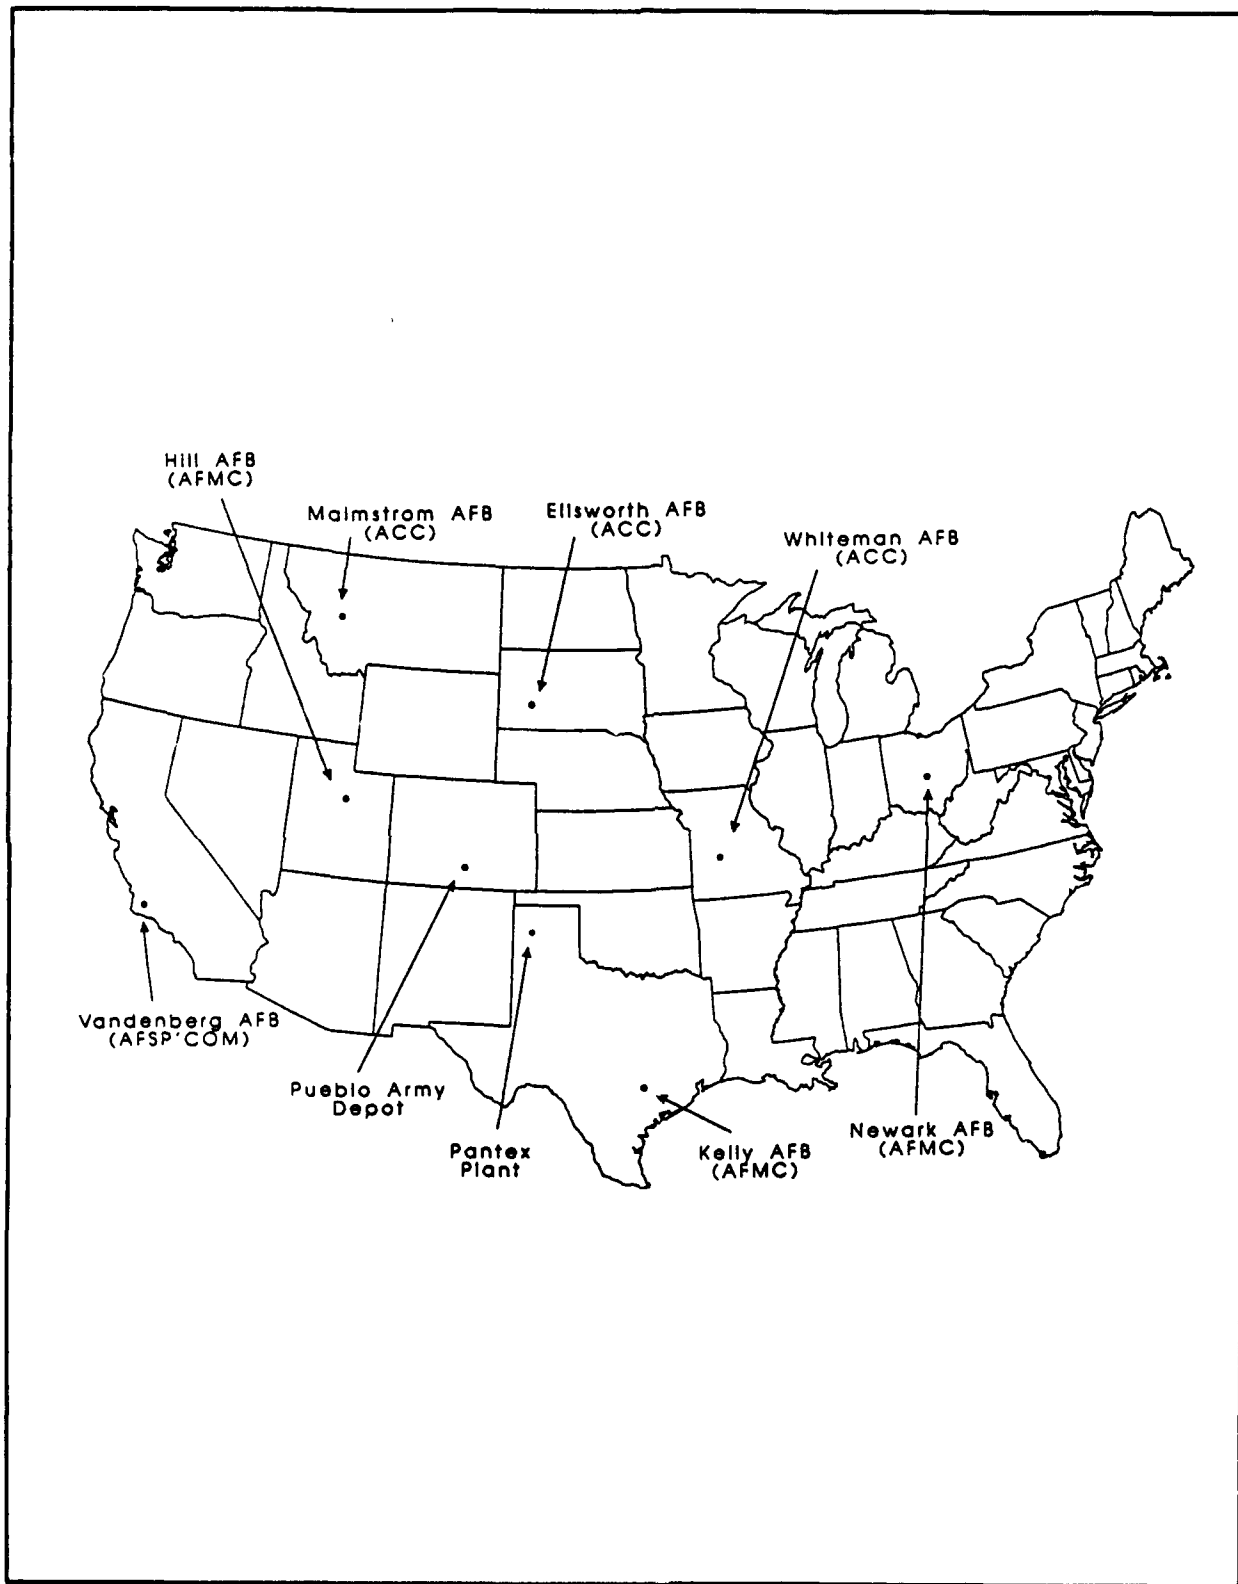 Hill AFB
(AFMC)
Malmstrom AFB
(ACC)
Ellsworth AFB
(ACC)
Whiteman AFB
(ACC)
Vandenberg AFB
(AFSP'COM)
Pueblo Army
Depot
Pantex
Plant
Kelly AFB
(AFMC)
Newark AFB
(AFMC)